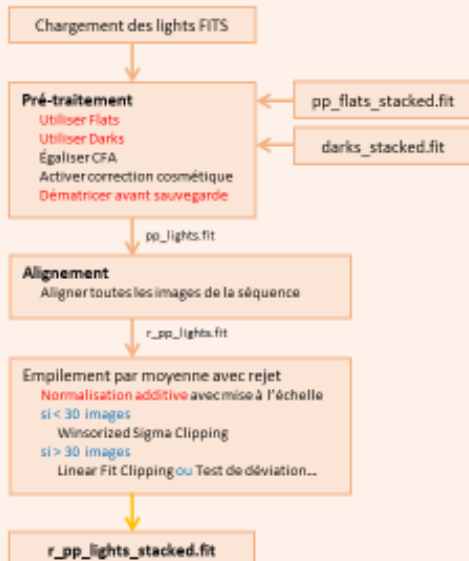 Chargement des lights FITS
Pré-traitement
Utiliser Flats
Utiliser Darks
Égaliser CFA
Activer correction cosmétique
Dématricer avant sauvegarde
pp_flats_stacked.fit
darks_stacked.fit
pp_lights.fit
Alignement
Aligner toutes les images de la séquence
r_pp_lights.fit
Empilement par moyenne avec rejet
Normalisation additive avec mise à l'échelle
si < 30 images
Winsorized Sigma Clipping
si > 30 images
Linear Fit Clipping ou Test de déviation...
r_pp_lights_stacked.fit